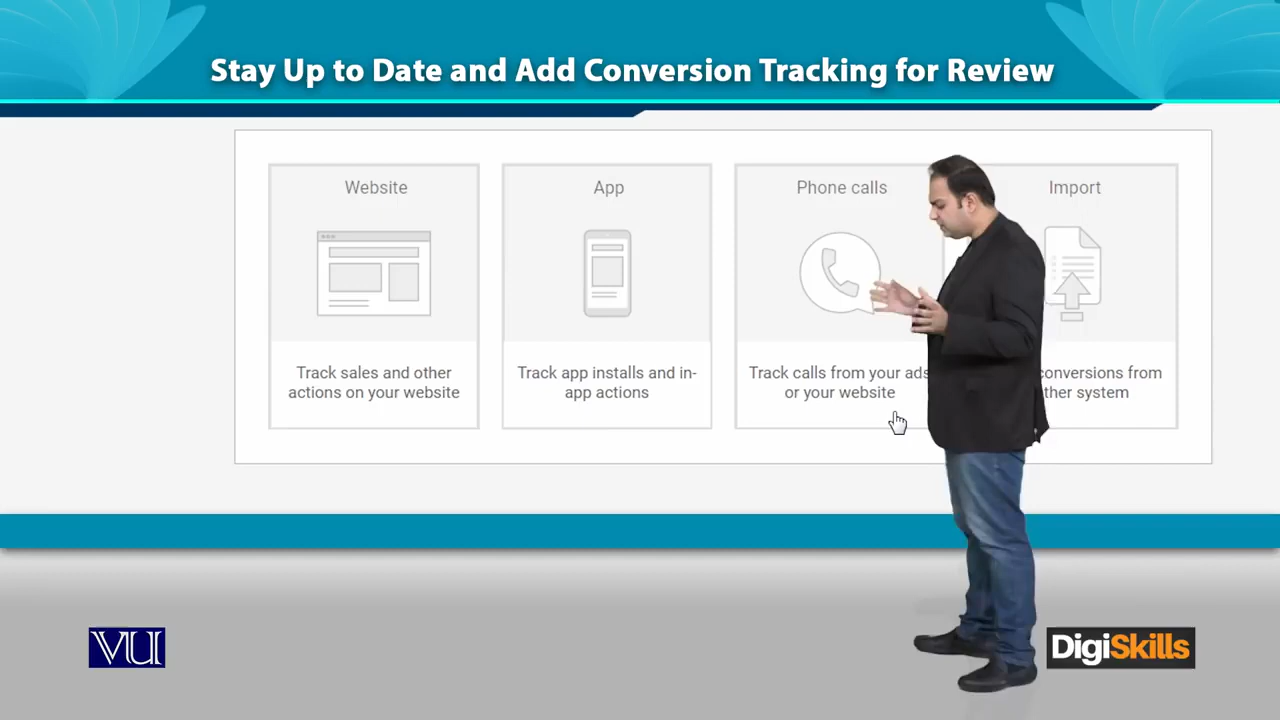 Stay Up to Date and Add Conversion Tracking for Review
Website
App
Phone calls
Import
Track sales and other
actions on your website
Track app installs and in-
app actions
Track calls from your ads
or your website
conversions from
system
VU
DigiSkills